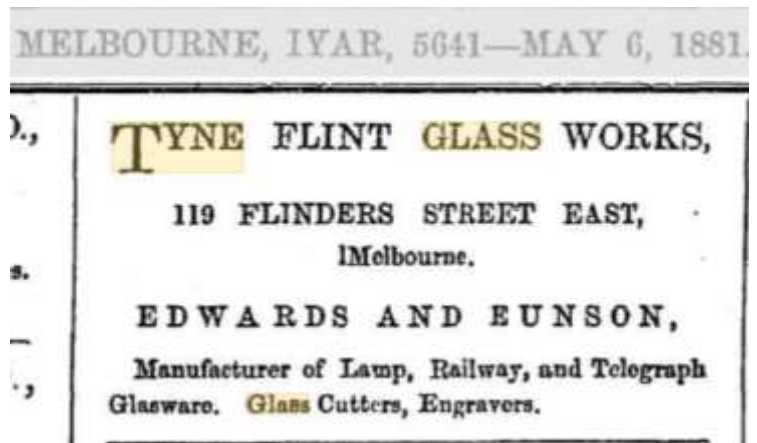 MELBOURNE, IYAR, 5641—MAY 6, 1881.
O.,
TYNE FLINT GLASS WORKS,
119 FLINDERS STREET EAST,
lMelbourne.
s.
EDWARDS AND EUNSON,
Manufacturer of Lamp, Railway, and Telegraph
Glasware. Glass Cutters, Engravers.